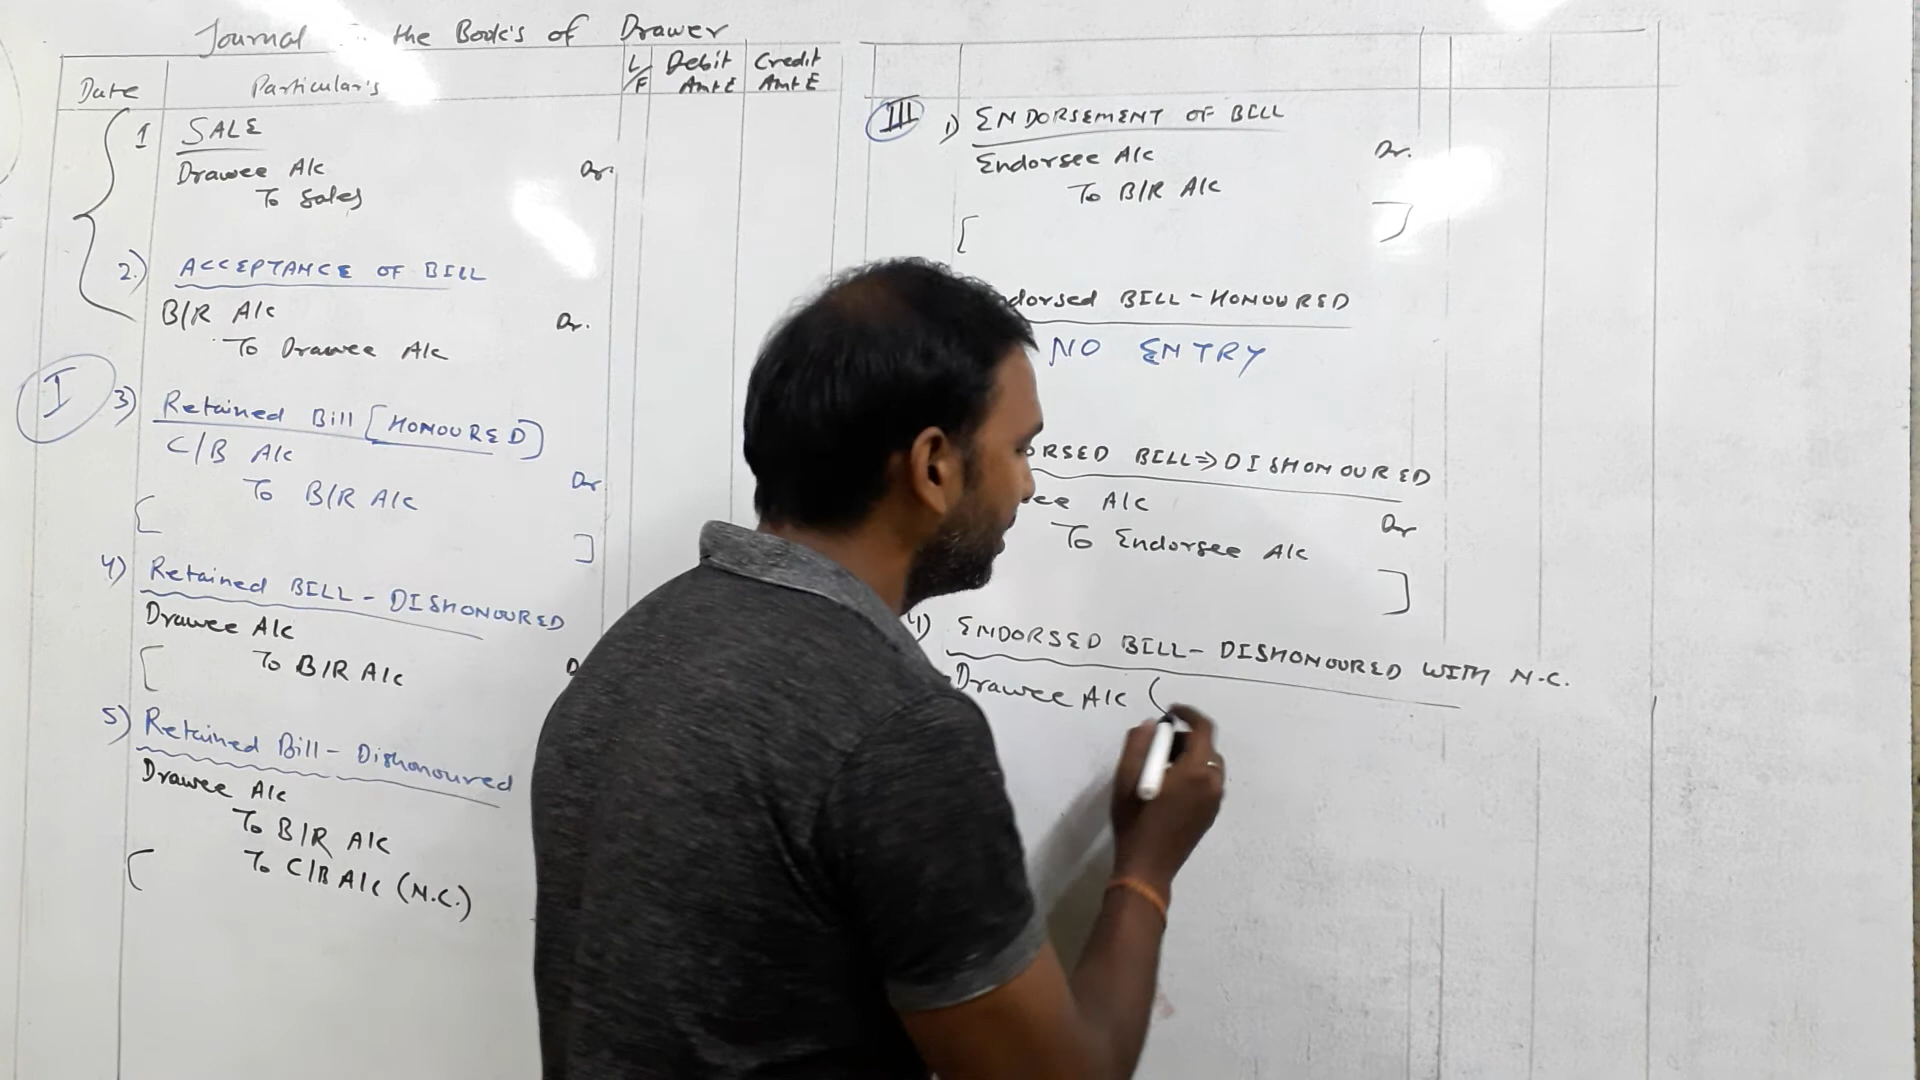 Journal the Book's of Drawer
Date Particular's L/F Debit Amt ₹ Credit Amt ₹
1 SALE
Drawee A/c Dr.
To Sales
2.) ACCEPTANCE OF BILL
B/R A/c Dr.
To Drawee A/c
I
3) Retained Bill [HONOURED]
C/B A/c Dr
To B/R A/c
[ ]
4) Retained BILL - DISHONOURED
Drawee A/c D
To B/R A/c
[
5) Retained Bill - Dishonoured
Drawee A/c
To B/R A/c
To C/B A/c (N.C.)
[
III 1) ENDORSEMENT OF BILL
Endorsee A/c Dr.
To B/R A/c
[ ]
dorsed BILL - HONOURED
NO ENTRY
ORSED BILL ⇒ DISHONOURED
ee A/c Dr
To Endorsee A/c
]
4) ENDORSED BILL - DISHONOURED WITH N.C.
Drawee A/c (